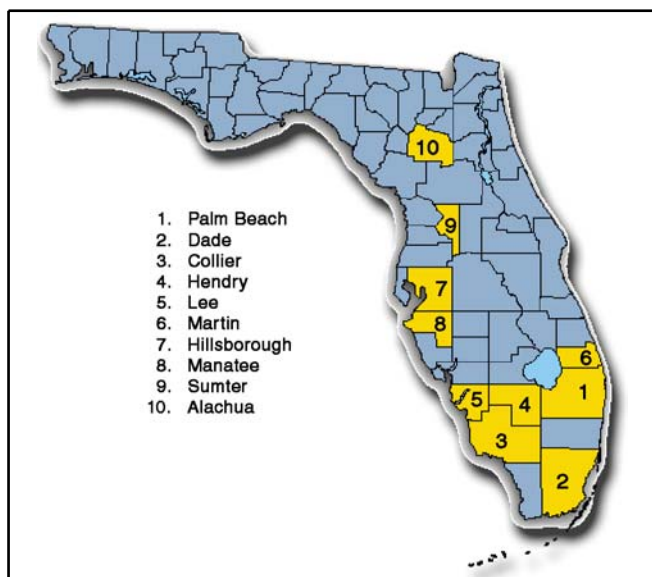 10
9
7
8
6
5
4
1
3
2
1. Palm Beach
2. Dade
3. Collier
4. Hendry
5. Lee
6. Martin
7. Hillsborough
8. Manatee
9. Sumter
10. Alachua